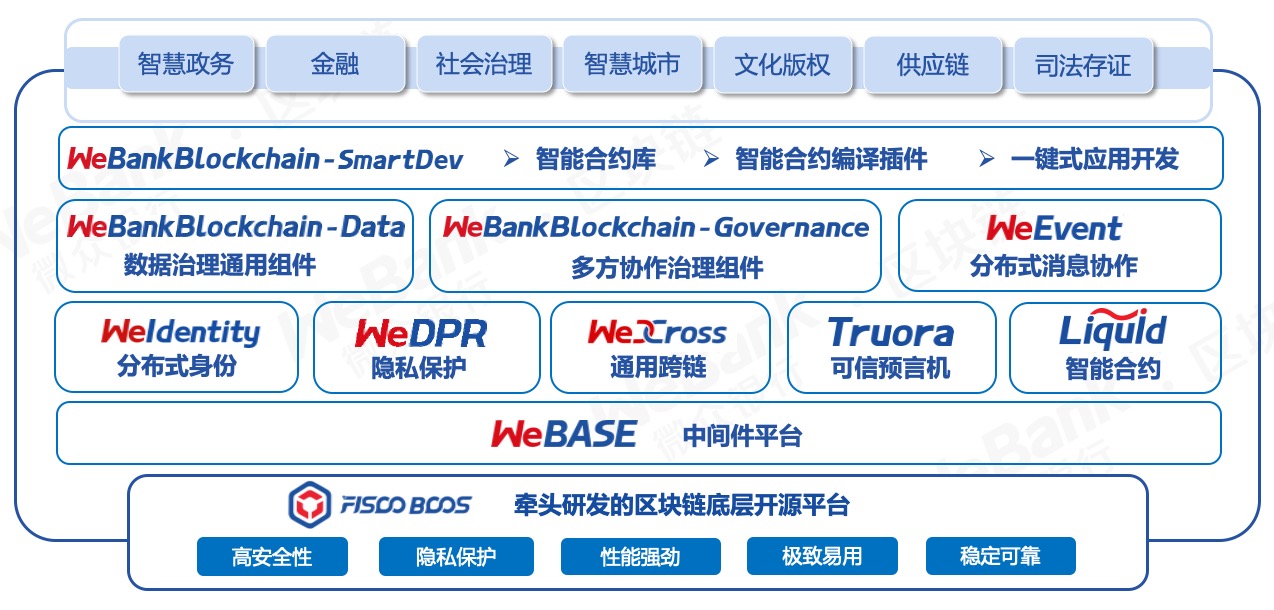 智慧政务 金融 社会治理 智慧城市 文化版权 供应链 司法存证
WeBankBlockchain-SmartDev ➢ 智能合约库 ➢ 智能合约编译插件 ➢ 一键式应用开发
WeBankBlockchain-Data WeBankBlockchain-Governance WeEvent
数据治理通用组件 多方协作治理组件 分布式消息协作
WeIdentity WeDPR WeCross Truora Liquid
分布式身份 隐私保护 通用跨链 可信预言机 智能合约
WeBASE 中间件平台
FISCO BCOS 牵头研发的区块链底层开源平台
高安全性 隐私保护 性能强劲 极致易用 稳定可靠